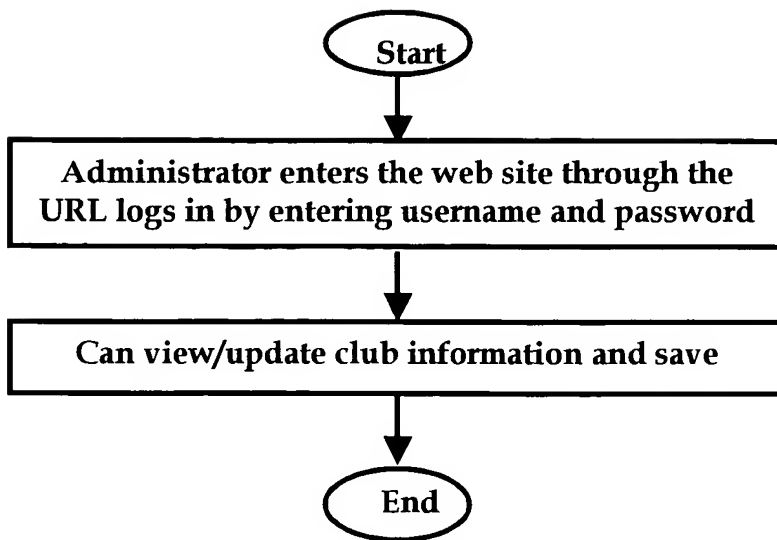 Start
Administrator enters the web site through the
URL logs in by entering username and password
Can view/update club information and save
End